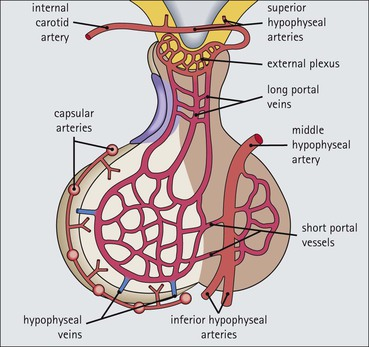 internal
carotid
artery
superior
hypophyseal
arteries
external plexus
long portal
veins
capsular
arteries
middle
hypophyseal
artery
short portal
vessels
hypophyseal
veins
inferior hypophyseal
arteries